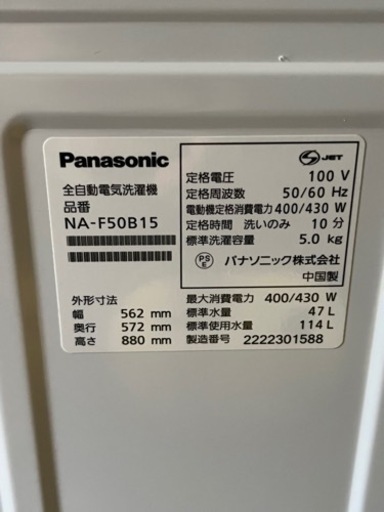 Panasonic
全自動電気洗濯機
品番
NA-F50B15
外形寸法
幅 562 mm
奥行 572 mm
高さ 880 mm
S JET
定格電圧 100 V
定格周波数 50/60 Hz
電動機定格消費電力 400/430 W
定格時間 洗いのみ 10 分
標準洗濯容量 5.0 kg
PS E パナソニック株式会社
中国製
最大消費電力 400/430 W
標準水量 47 L
標準使用水量 114 L
製造番号 2222301588